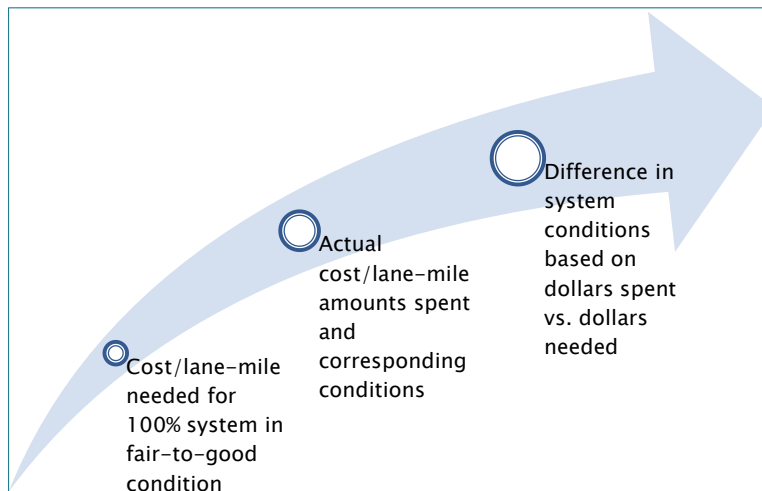 Cost/lane-mile
needed for
100% system in
fair-to-good
condition
Actual
cost/lane-mile
amounts spent
and
corresponding
conditions
Difference in
system
conditions
based on
dollars spent
vs. dollars
needed